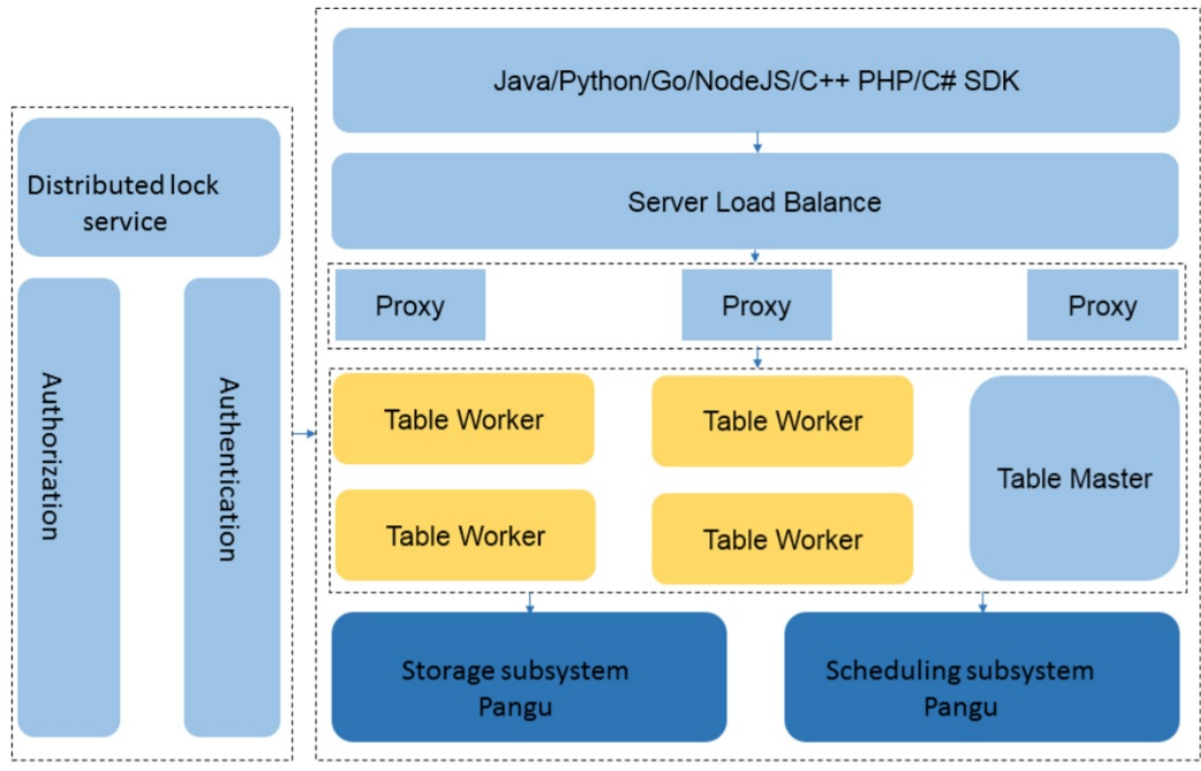 Java/Python/Go/NodeJS/C++ PHP/C# SDK
Distributed lock
service
Server Load Balance
Proxy
Proxy
Proxy
Authorization
Authentication
Table Worker
Table Worker
Table Master
Table Worker
Table Worker
Storage subsystem
Pangu
Scheduling subsystem
Pangu